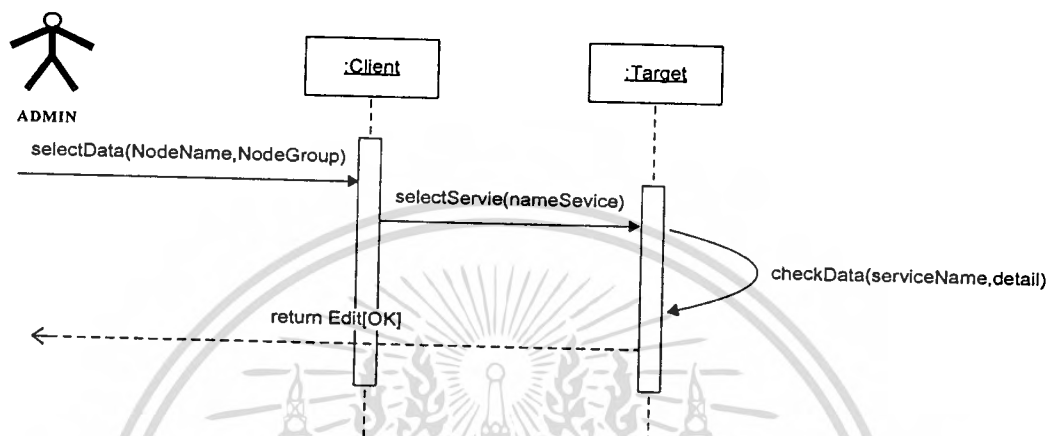 :Client
:Target
ADMIN
selectData(NodeName,NodeGroup)
selectServie(nameSevice)
checkData(serviceName,detail)
return Edit[OK]